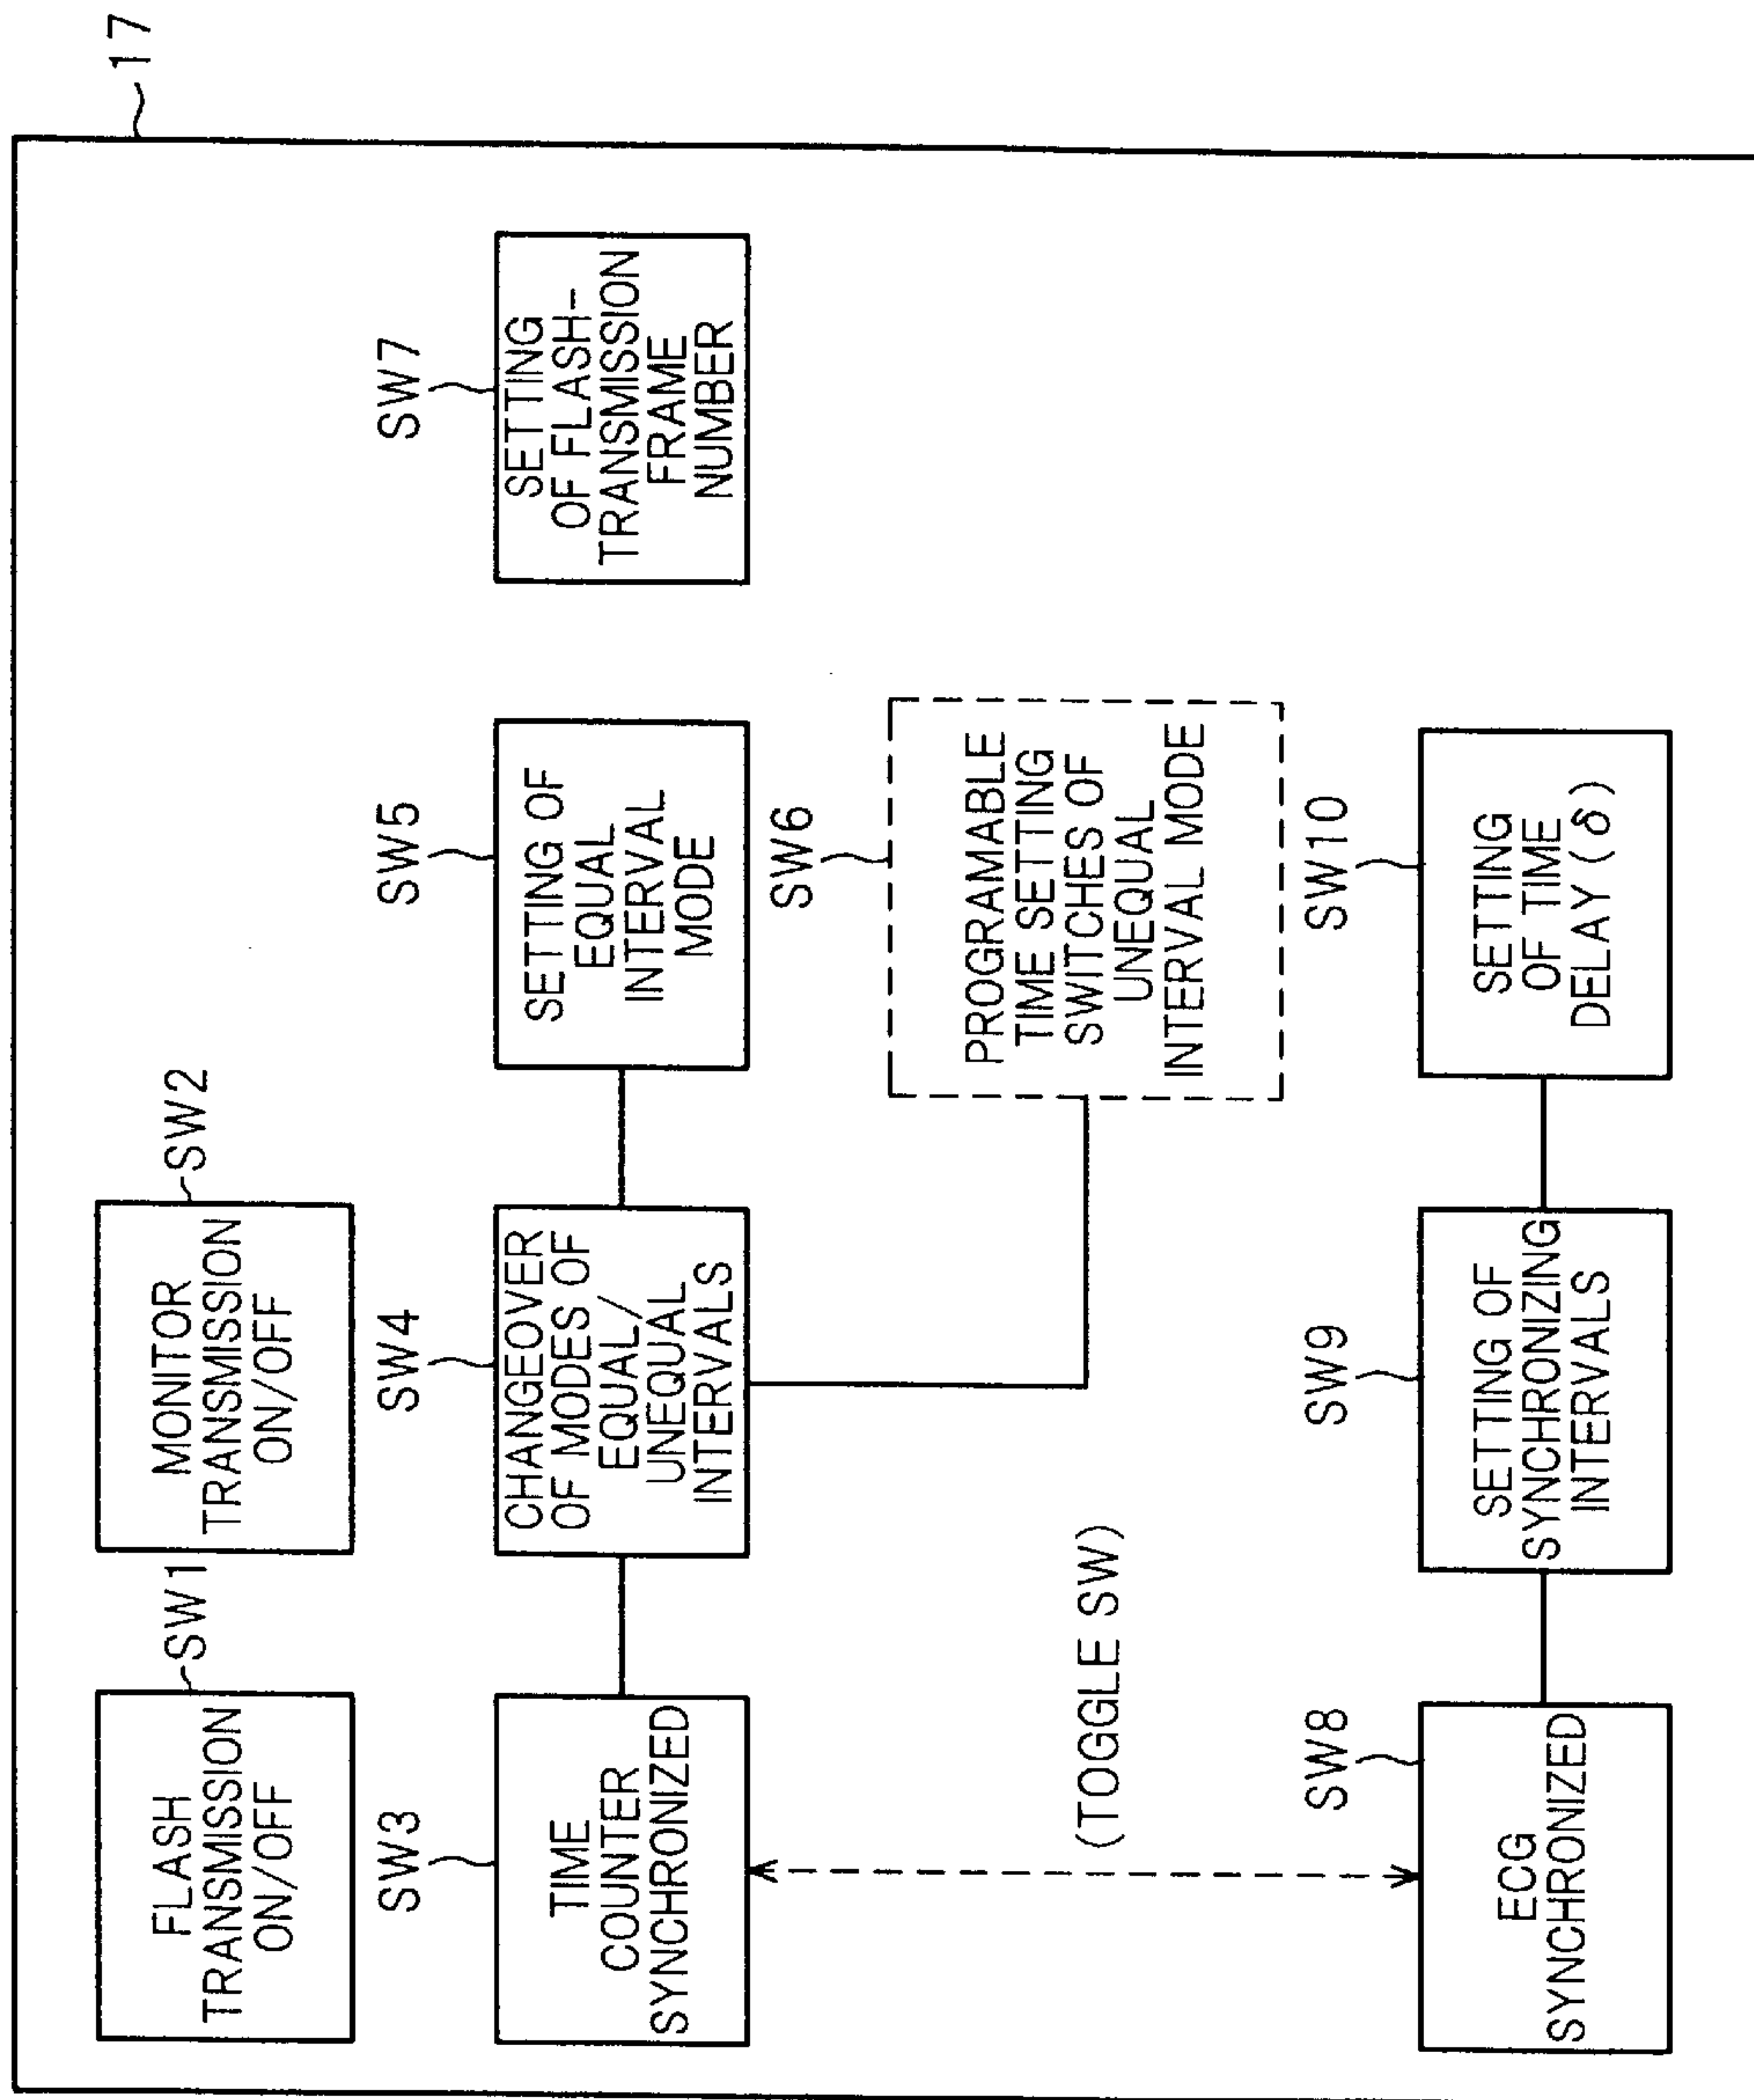 17
SW1
FLASH
TRANSMISSION
ON/OFF
SW2
MONITOR
TRANSMISSION
ON/OFF
SW3
TIME
COUNTER
SYNCHRONIZED
SW4
CHANGEOVER
OF MODES OF
EQUAL/
UNEQUAL
INTERVALS
SW5
SETTING OF
EQUAL
INTERVAL
MODE
SW7
SETTING
OF FLASH-
TRANSMISSION
FRAME
NUMBER
SW6
PROGRAMABLE
TIME SETTING
SWITCHES OF
UNEQUAL
INTERVAL MODE
(TOGGLE SW)
SW8
ECG
SYNCHRONIZED
SW9
SETTING OF
SYNCHRONIZING
INTERVALS
SW10
SETTING
OF TIME
DELAY (δ)